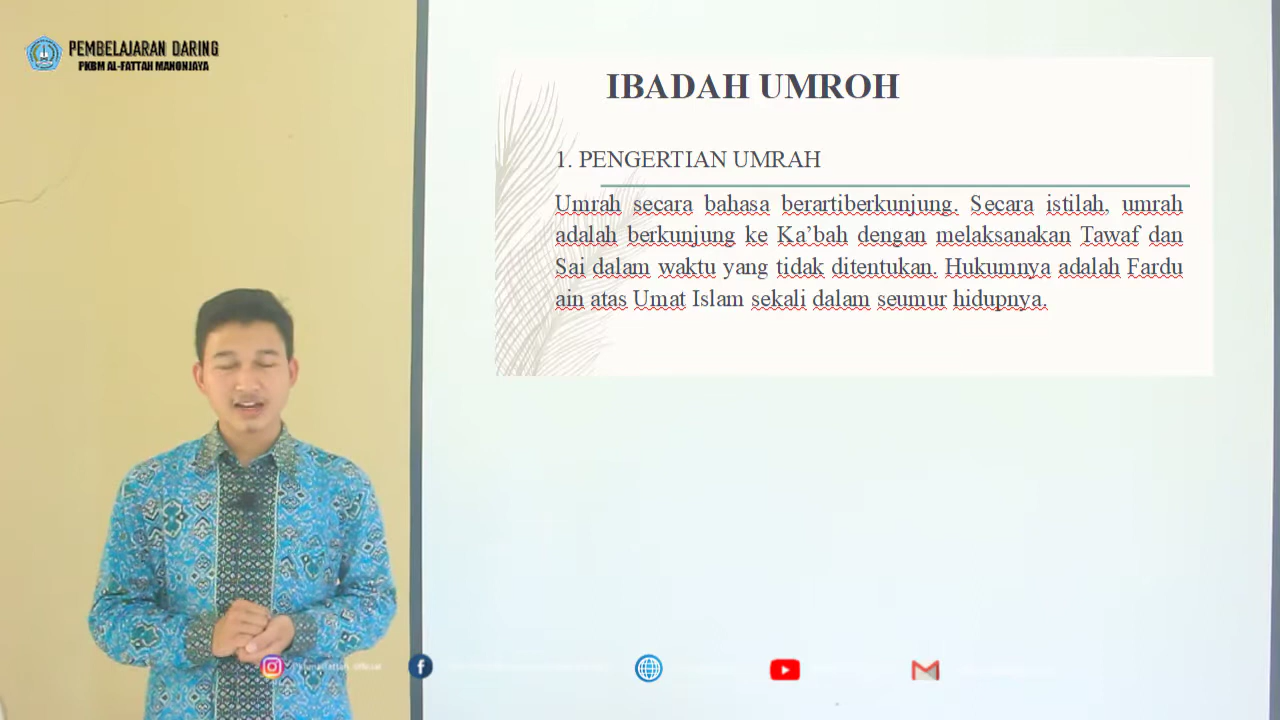 PEMBELAJARAN DARING
PKBM AL-FATTAH MANONJAYA
IBADAH UMROH
1. PENGERTIAN UMRAH
Umrah secara bahasa berartiberkunjung. Secara istilah, umrah
adalah berkunjung ke Ka’bah dengan melaksanakan Tawaf dan
Sai dalam waktu yang tidak ditentukan. Hukumnya adalah Fardu
ain atas Umat Islam sekali dalam seumur hidupnya.